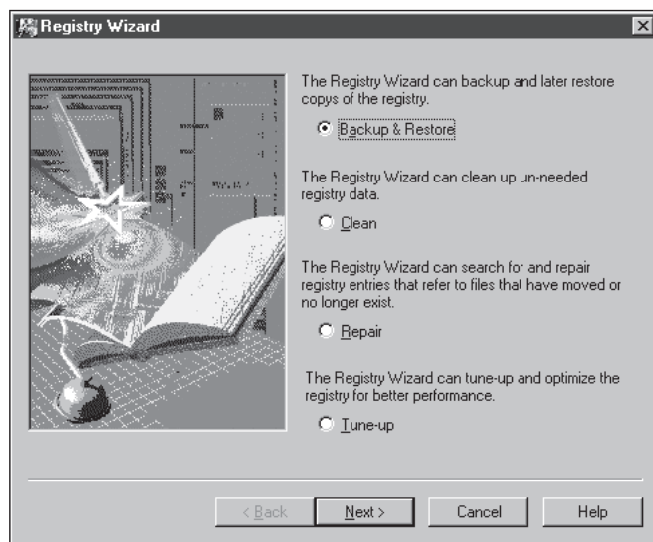 Registry Wizard
The Registry Wizard can backup and later restore
copys of the registry.
Backup & Restore
The Registry Wizard can clean up un-needed
registry data.
Clean
The Registry Wizard can search for and repair
registry entries that refer to files that have moved or
no longer exist.
Repair
The Registry Wizard can tune-up and optimize the
registry for better performance.
Tune-up
< Back
Next >
Cancel
Help